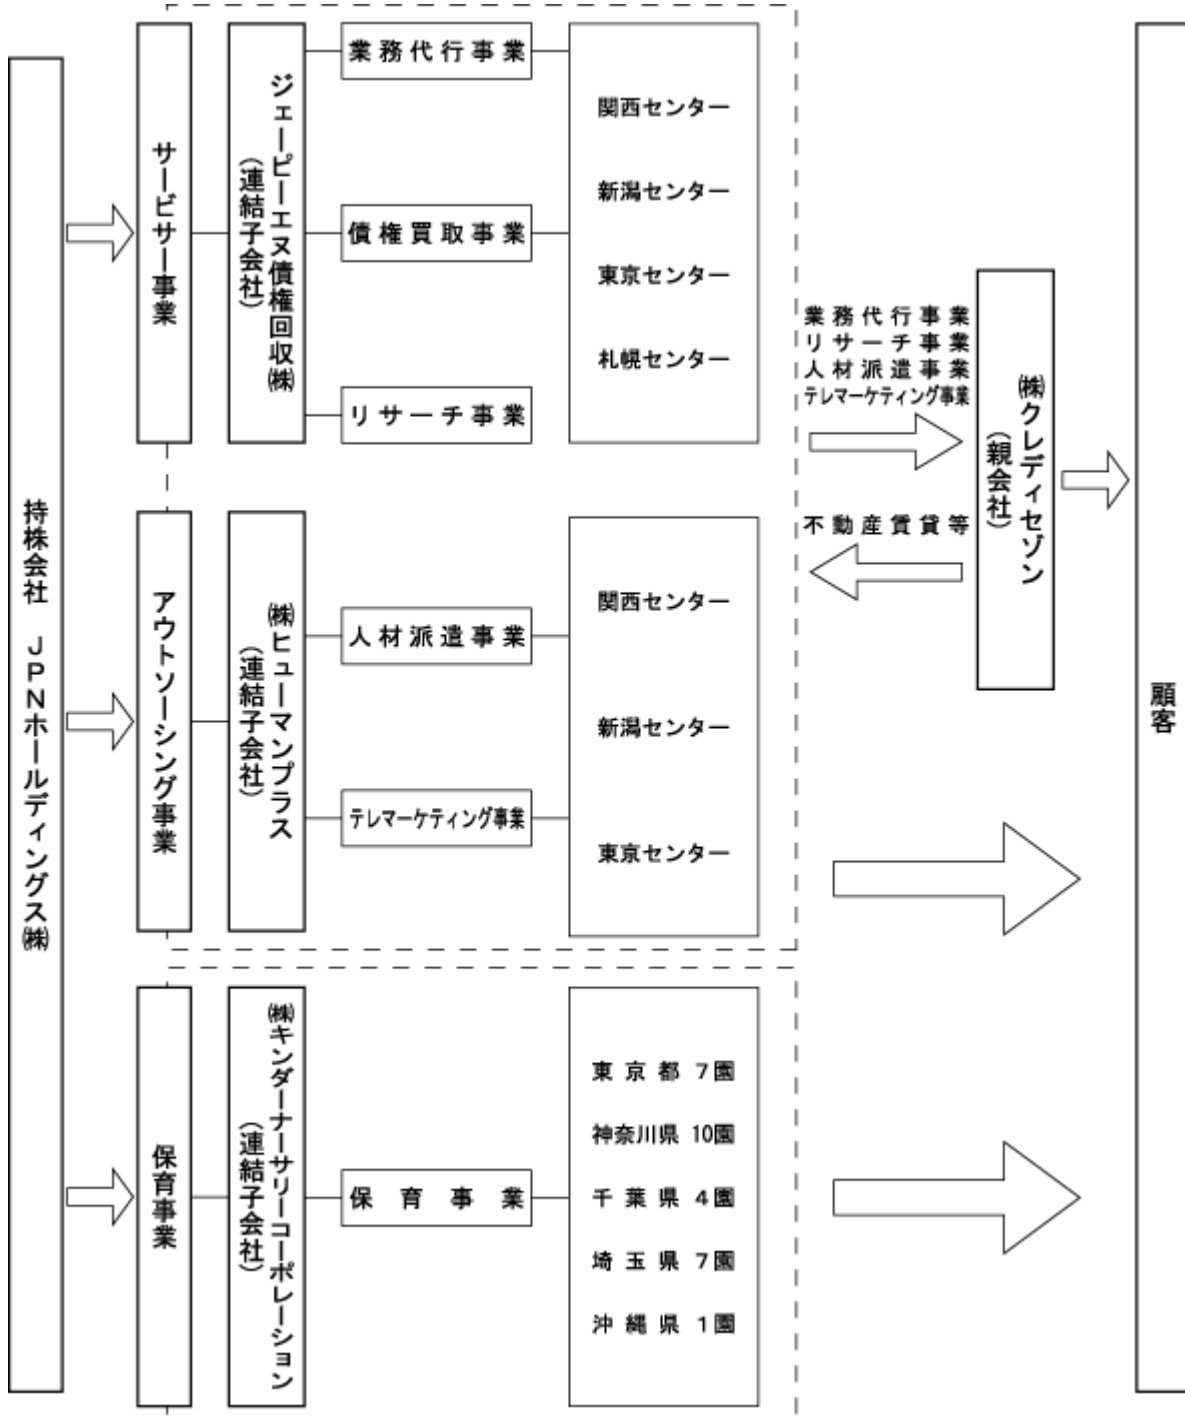 持株会社 JPNホールディングス㈱
サービサー事業
ジェーピーエヌ債権回収㈱
(連結子会社)
業務代行事業
債権買取事業
リサーチ事業
関西センター
新潟センター
東京センター
札幌センター
アウトソーシング事業
㈱ヒューマンプラス
(連結子会社)
人材派遣事業
テレマーケティング事業
関西センター
新潟センター
東京センター
保育事業
㈱キンダーナーサリーコーポレーション
(連結子会社)
保育事業
東京都 7園
神奈川県 10園
千葉県 4園
埼玉県 7園
沖縄県 1園
業務代行事業
リサーチ事業
人材派遣事業
テレマーケティング事業
不動産賃貸等
㈱クレディセゾン
(親会社)
顧客